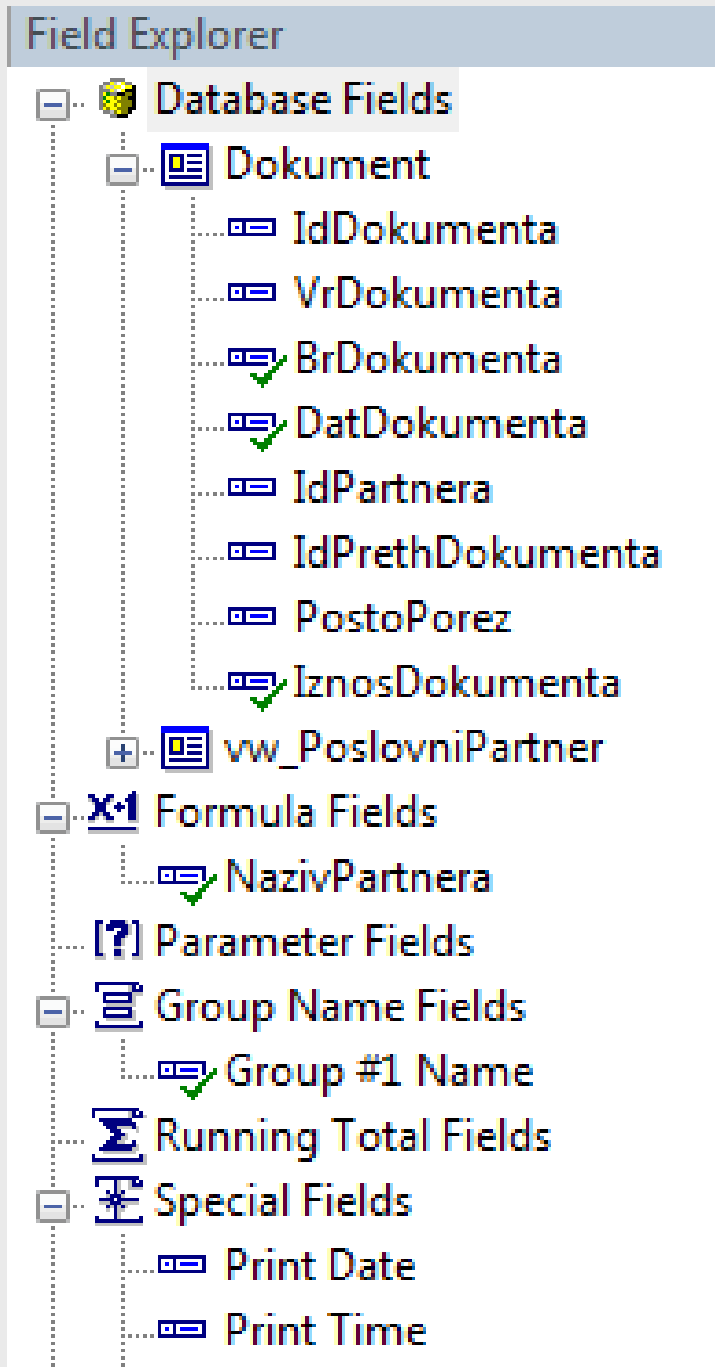 Field Explorer
Database Fields
Dokument
IdDokumenta
VrDokumenta
BrDokumenta
DatDokumenta
IdPartnera
IdPrethDokumenta
PostoPorez
IznosDokumenta
vw_PoslovniPartner
Formula Fields
NazivPartnera
Parameter Fields
Group Name Fields
Group #1 Name
Running Total Fields
Special Fields
Print Date
Print Time